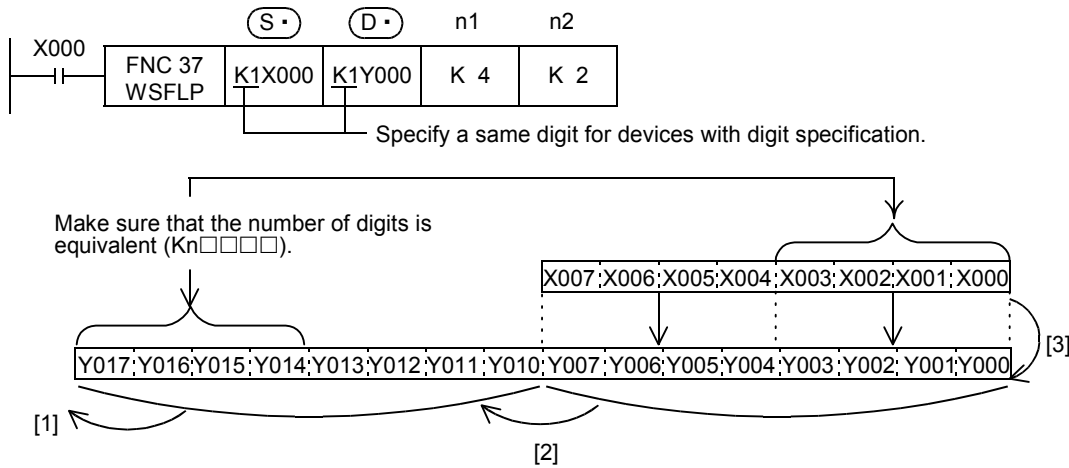 S· D· n1 n2
X000
FNC 37
WSFLP
K1X000
K1Y000
K 4
K 2
Specify a same digit for devices with digit specification.
Make sure that the number of digits is
equivalent (Kn□□□□).
X007 X006 X005 X004 X003 X002 X001 X000
[3]
Y017 Y016 Y015 Y014 Y013 Y012 Y011 Y010 Y007 Y006 Y005 Y004 Y003 Y002 Y001 Y000
[1]
[2]